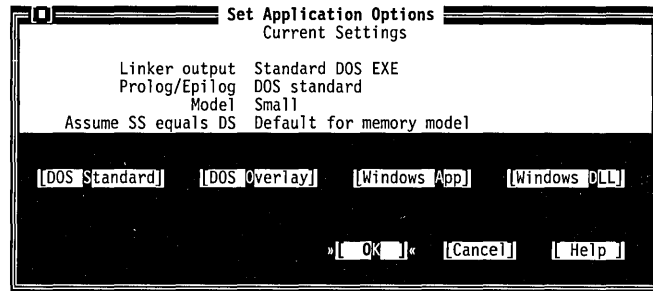 Set Application Options
Current Settings
Linker output Standard DOS EXE
Prolog/Epilog DOS standard
Model Small
Assume SS equals DS Default for memory model
[DOS Standard] [DOS Overlay] [Windows App] [Windows DLL]
»[ OK ]« [Cancel] [ Help ]